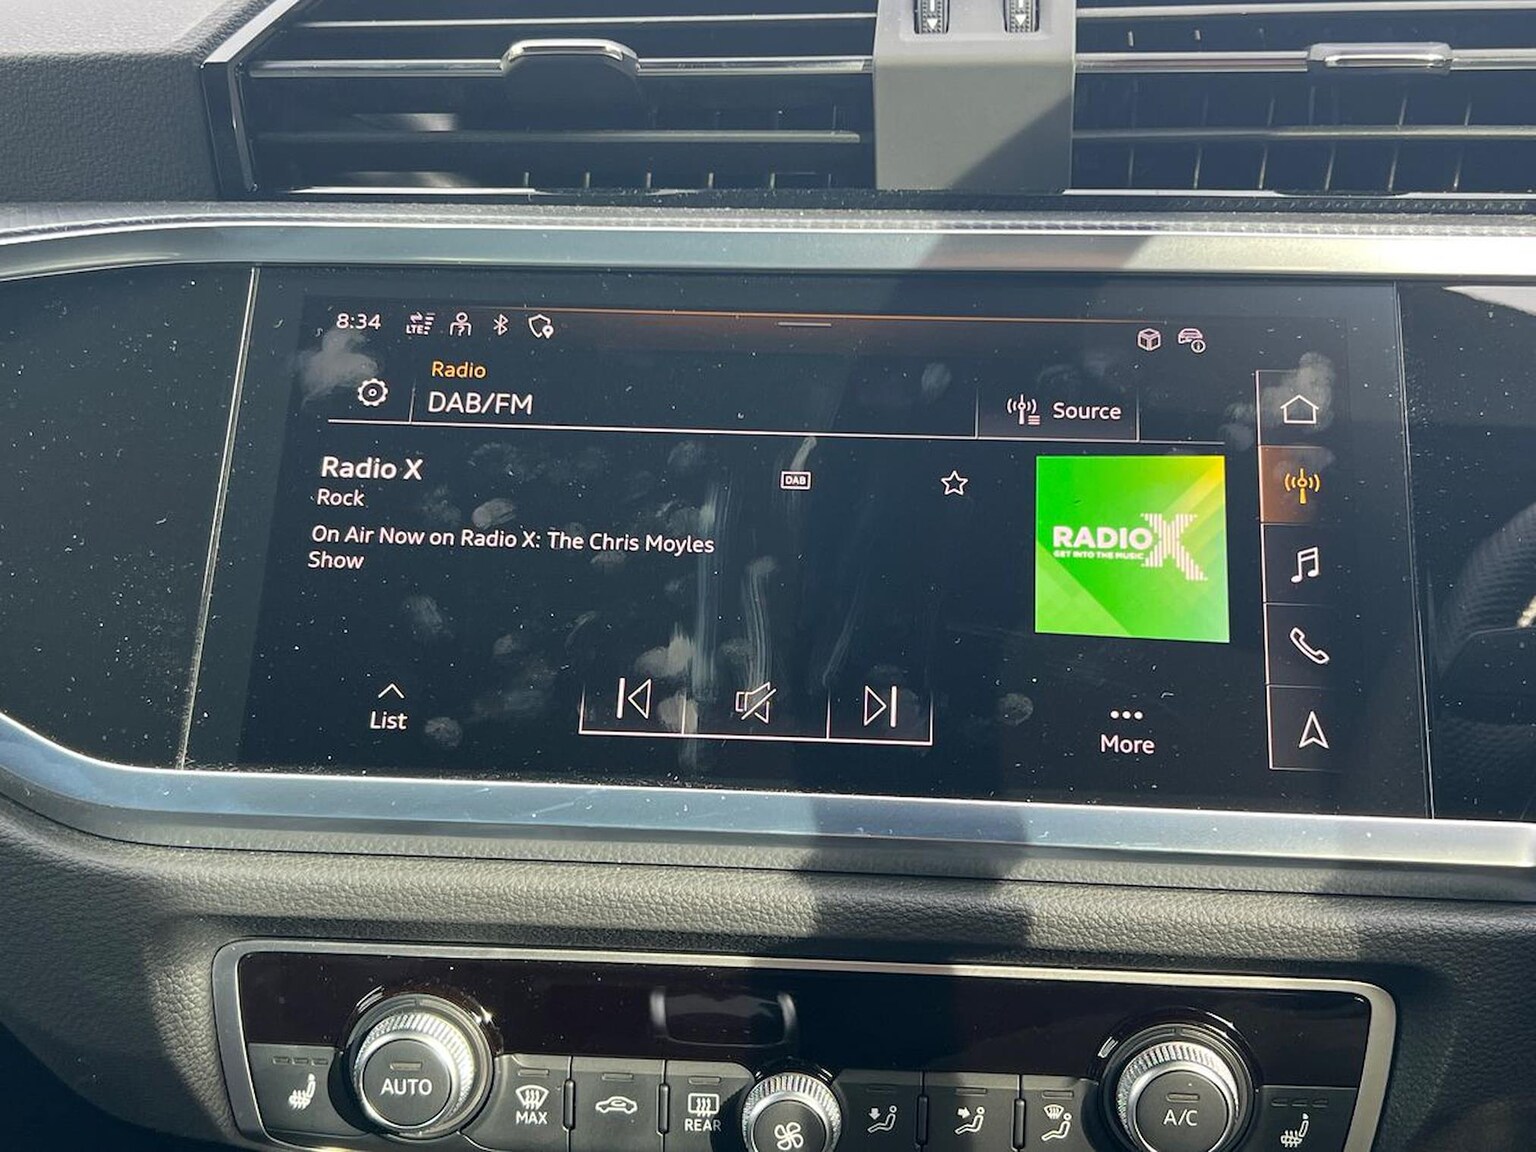 8:34
LTE
Radio
DAB/FM
Source
Radio X
DAB
Rock
On Air Now on Radio X: The Chris Moyles
Show
RADIO X
GET INTO THE MUSIC
List
More
AUTO
MAX
REAR
A/C